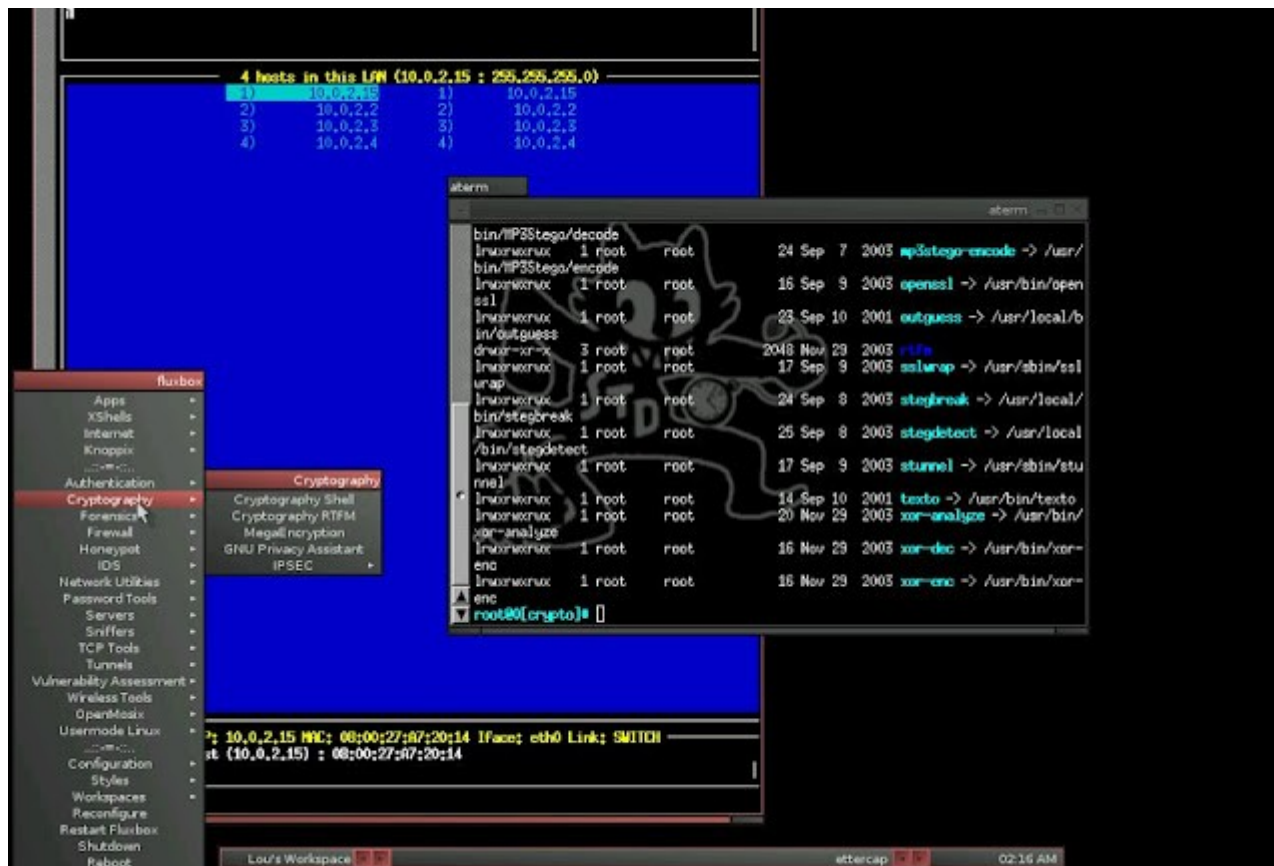 4 hosts in this LAN (10.0.2.15 : 255.255.255.0)
1) 10.0.2.15 1) 10.0.2.15
2) 10.0.2.2 2) 10.0.2.2
3) 10.0.2.3 3) 10.0.2.3
4) 10.0.2.4 4) 10.0.2.4
aterm
aterm
bin/MP3Stego/decode
lrwxrwxrwx 1 root root 24 Sep 7 2003 mp3stego-encode -> /usr/
bin/MP3Stego/encode
lrwxrwxrwx 1 root root 16 Sep 9 2003 openssl -> /usr/bin/open
ssl
lrwxrwxrwx 1 root root 23 Sep 10 2001 outguess -> /usr/local/b
in/outguess
drwxr-xr-x 3 root root 2048 Nov 29 2003 rtfm
lrwxrwxrwx 1 root root 17 Sep 9 2003 sslwrap -> /usr/sbin/ssl
wrap
lrwxrwxrwx 1 root root 24 Sep 8 2003 stegbreak -> /usr/local/
bin/stegbreak
lrwxrwxrwx 1 root root 25 Sep 8 2003 stegdetect -> /usr/local
/bin/stegdetect
lrwxrwxrwx 1 root root 17 Sep 9 2003 stunnel -> /usr/sbin/stu
nnel
lrwxrwxrwx 1 root root 14 Sep 10 2001 texto -> /usr/bin/texto
lrwxrwxrwx 1 root root 20 Nov 29 2003 xor-analyze -> /usr/bin/
xor-analyze
lrwxrwxrwx 1 root root 16 Nov 29 2003 xor-dec -> /usr/bin/xor-
enc
lrwxrwxrwx 1 root root 16 Nov 29 2003 xor-enc -> /usr/bin/xor-
enc
root@0[crypto]#
STD
fluxbox
Apps
XShells
Internet
Knoppix
..::-=-::..
Authentication
Cryptography
Forensics
Firewall
Honeypot
IDS
Network Utilities
Password Tools
Servers
Sniffers
TCP Tools
Tunnels
Vulnerability Assessment
Wireless Tools
OpenMosix
Usermode Linux
..::-=-::..
Configuration
Styles
Workspaces
Reconfigure
Restart Fluxbox
Shutdown
Reboot
Cryptography
Cryptography Shell
Cryptography RTFM
MegaEncryption
GNU Privacy Assistant
IPSEC
P: 10.0.2.15 MAC: 08:00:27:A7:20:14 Iface: eth0 Link: SWITCH
st (10.0.2.15) : 08:00:27:A7:20:14
Lou's Workspace
ettercap
02:16 AM